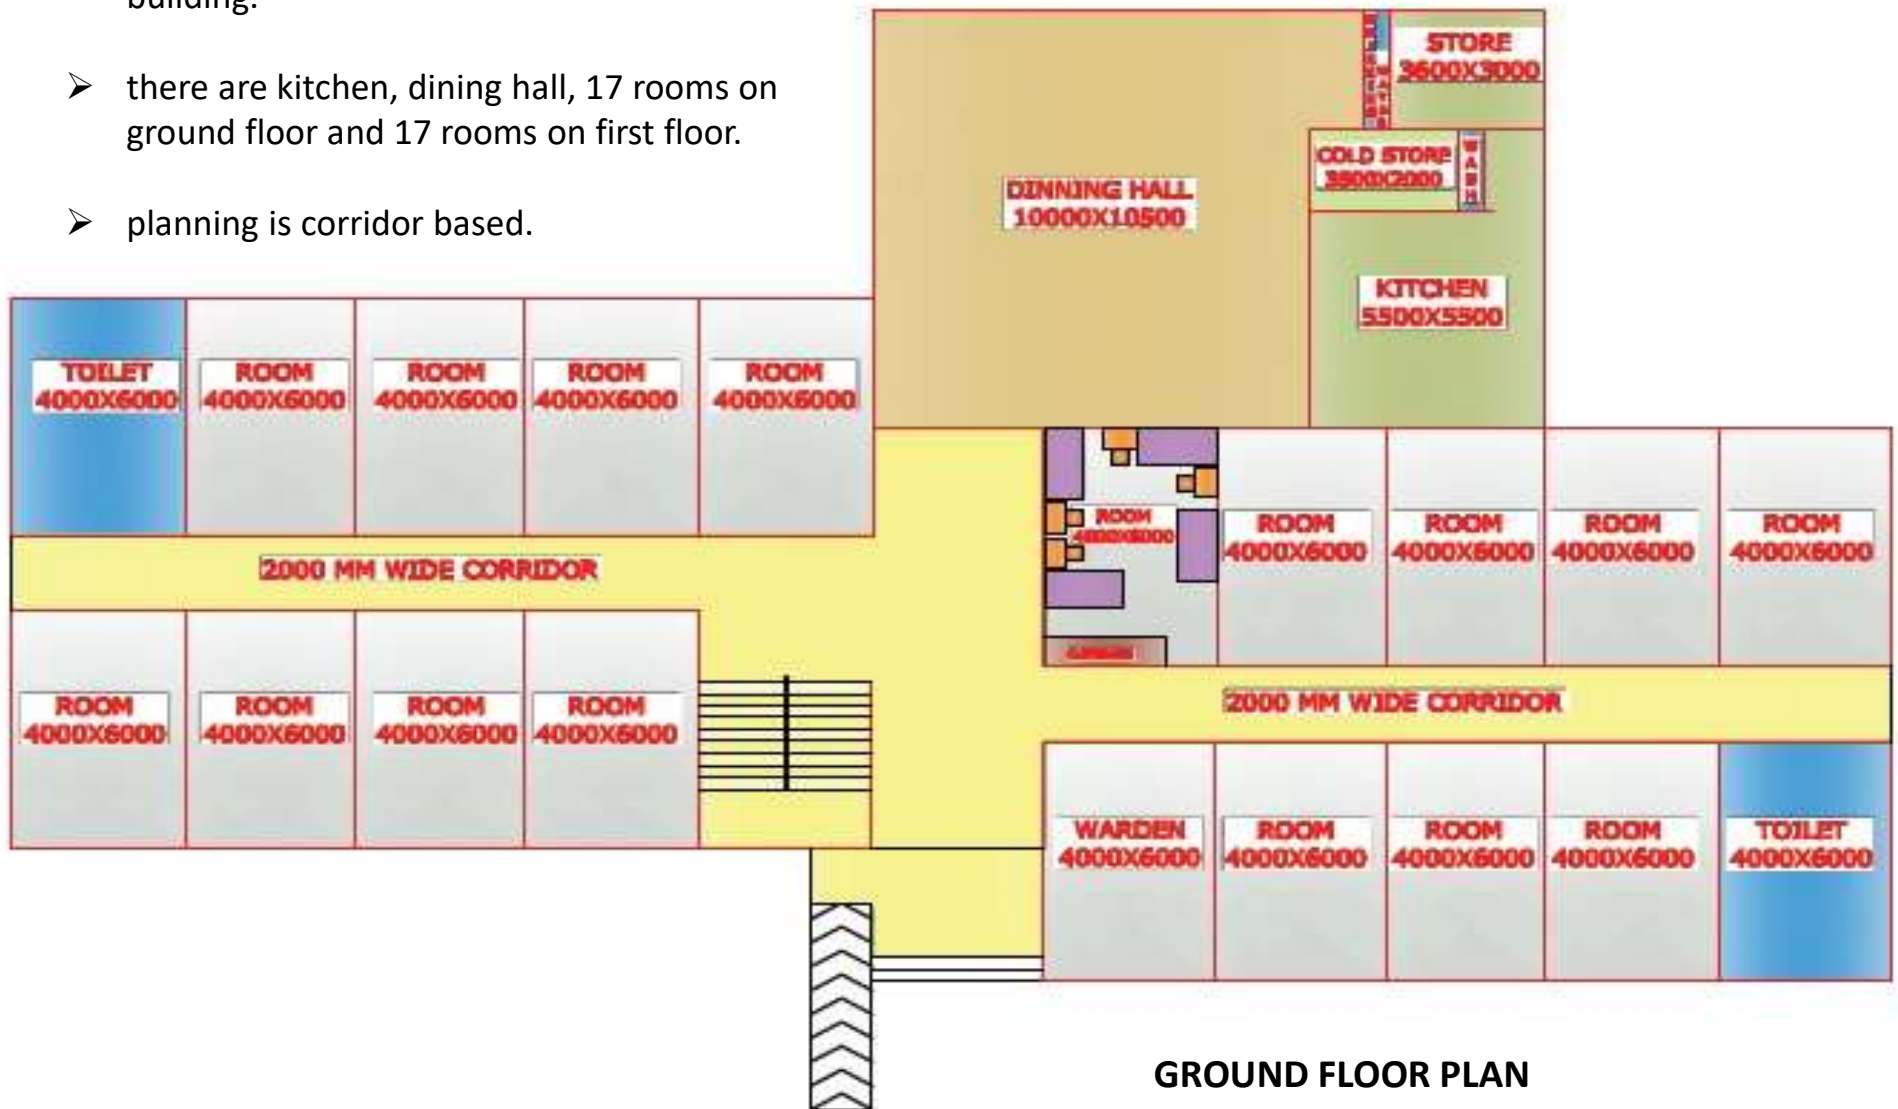 building.
➢ there are kitchen, dining hall, 17 rooms on
ground floor and 17 rooms on first floor.
➢ planning is corridor based.
STORE
3600X3000
COLD STORE
3500X2000
WASH
DINNING HALL
10000X10500
KITCHEN
5500X5500
TOILET
4000X6000
ROOM
4000X6000
ROOM
4000X6000
ROOM
4000X6000
ROOM
4000X6000
2000 MM WIDE CORRIDOR
ROOM
4000X6000
ROOM
4000X6000
ROOM
4000X6000
ROOM
4000X6000
ROOM
4000X6000
ROOM
4000X6000
ROOM
4000X6000
ROOM
4000X6000
ROOM
4000X6000
2000 MM WIDE CORRIDOR
WARDEN
4000X6000
ROOM
4000X6000
ROOM
4000X6000
ROOM
4000X6000
TOILET
4000X6000
GROUND FLOOR PLAN